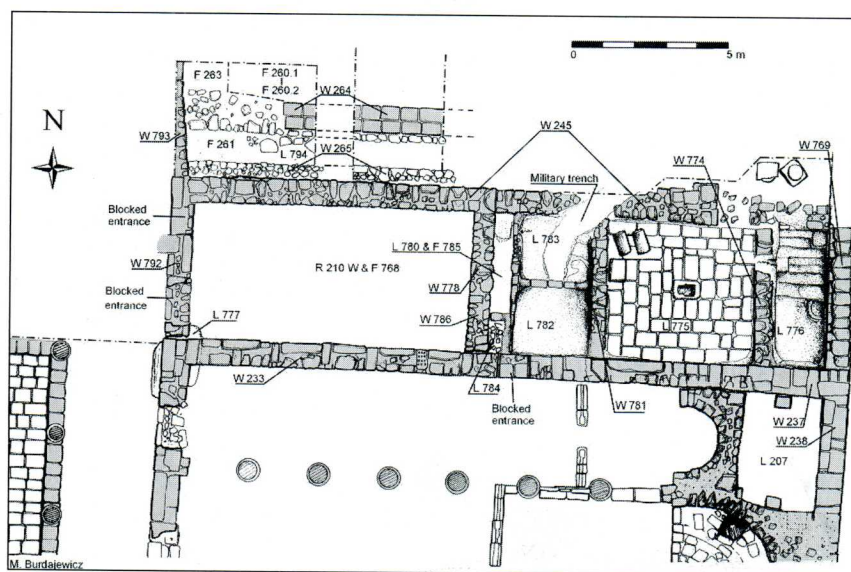 F 263
F 260.1
F 260.2
W 264
0 5 m
N
W 793
F 261
L 794
W 265
W 245
W 774
W 769
Military trench
Blocked
entrance
L 780 & F 785
L 783
R 210 W & F 768
W 792
W 778
Blocked
entrance
L 777
W 786
L 782
L 775
L 776
W 233
L 784
Blocked
entrance
W 781
W 237
W 238
L 207
M. Burdajewicz